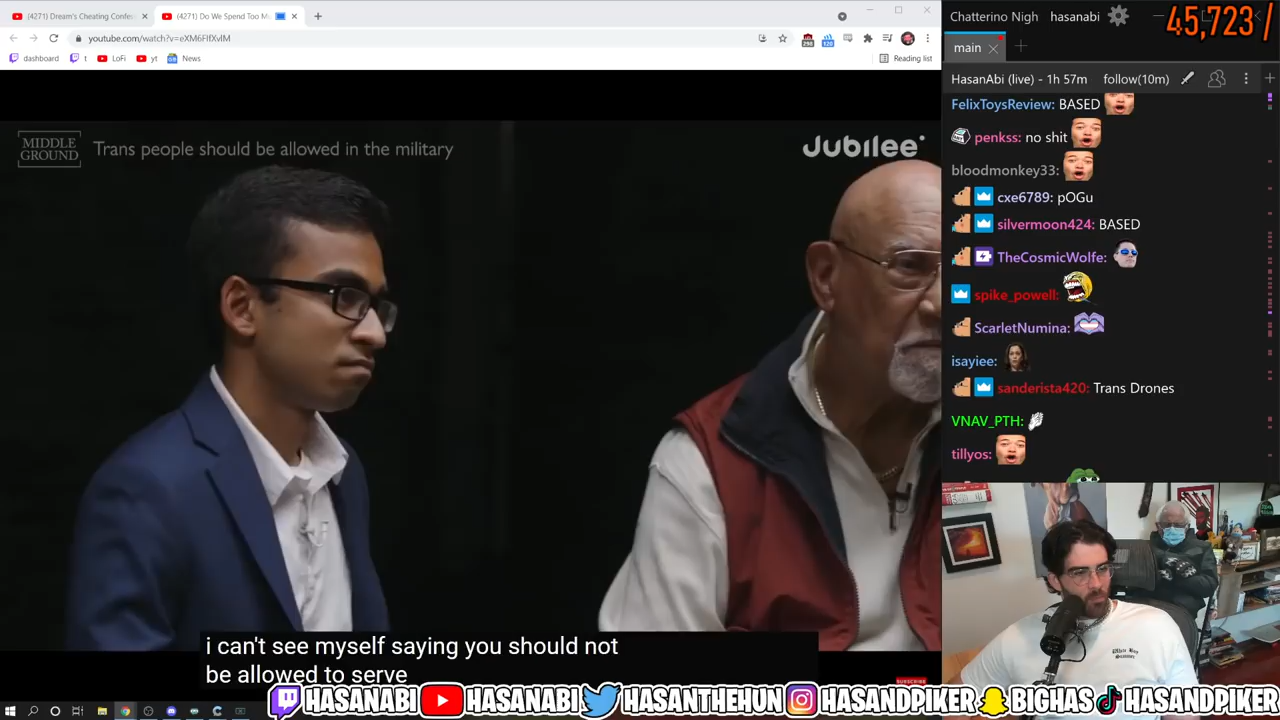 (4271) Dream's Cheating Confes
(4271) Do We Spend Too M
youtube.com/watch?v=eXM6FIfXvIM
dashboard
t
LoFi
yt
News
Reading list
MIDDLE
GROUND
Trans people should be allowed in the military
Jubilee
i can't see myself saying you should not
be allowed to serve
SUBSCRIBE
Chatterino Nigh
hasanabi
45,723 /
main
HasanAbi (live) - 1h 57m
follow(10m)
FelixToysReview: BASED
penkss: no shit
bloodmonkey33:
cxe6789: pOGu
silvermoon424: BASED
TheCosmicWolfe:
spike_powell:
ScarletNumina:
isayiee:
sanderista420: Trans Drones
VNAV_PTH:
tillyos:
HASANABI
HASANABI
HASANTHEHUN
HASANDPIKER
BIGHAS
HASANDPIKER